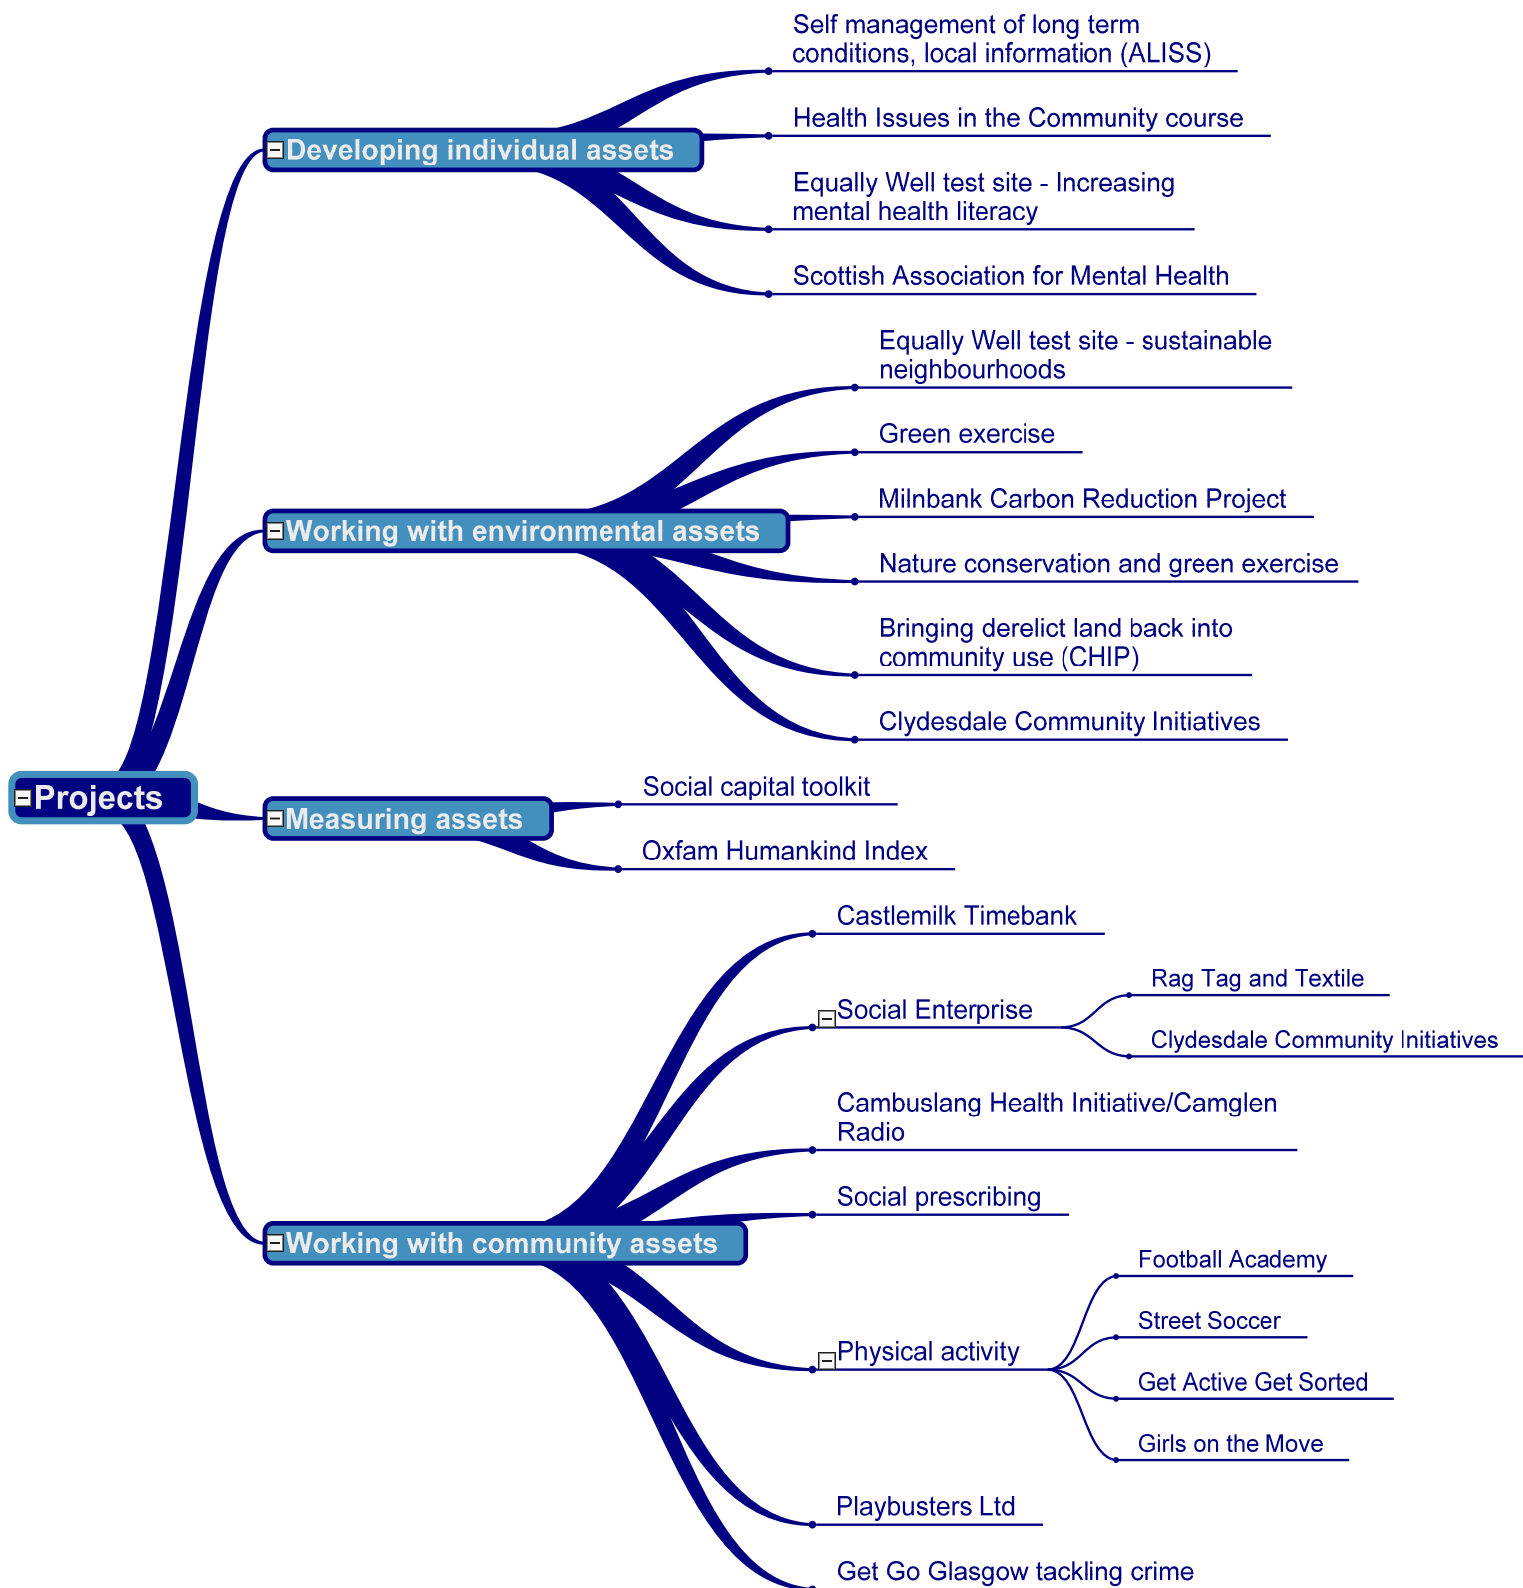 Self management of long term
conditions, local information (ALISS)
Developing individual assets
Health Issues in the Community course
Equally Well test site - Increasing
mental health literacy
Scottish Association for Mental Health
Equally Well test site - sustainable
neighbourhoods
Green exercise
Working with environmental assets
Milnbank Carbon Reduction Project
Nature conservation and green exercise
Bringing derelict land back into
community use (CHIP)
Clydesdale Community Initiatives
Projects
Measuring assets
Social capital toolkit
Oxfam Humankind Index
Castlemilk Timebank
Social Enterprise
Rag Tag and Textile
Clydesdale Community Initiatives
Cambuslang Health Initiative/Camglen
Radio
Social prescribing
Working with community assets
Physical activity
Football Academy
Street Soccer
Get Active Get Sorted
Girls on the Move
Playbusters Ltd
Get Go Glasgow tackling crime